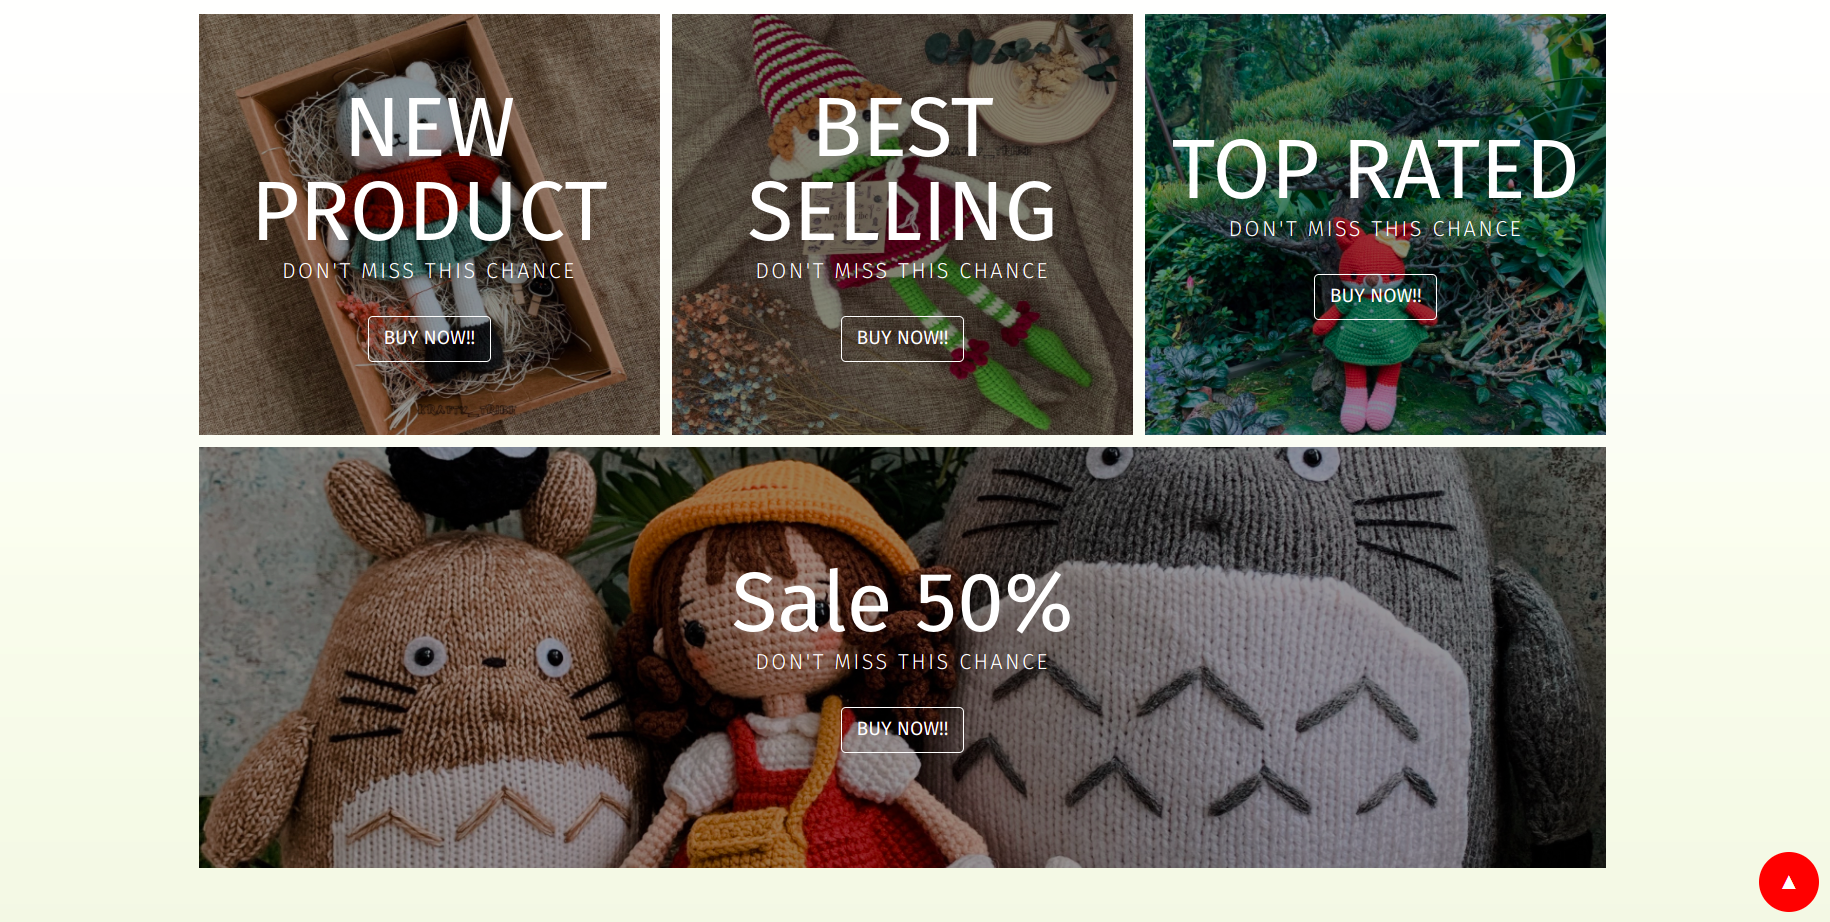 NEW
PRODUCT
DON'T MISS THIS CHANCE
BUY NOW!!
BEST
SELLING
DON'T MISS THIS CHANCE
BUY NOW!!
TOP RATED
DON'T MISS THIS CHANCE
BUY NOW!!
Sale 50%
DON'T MISS THIS CHANCE
BUY NOW!!
▲